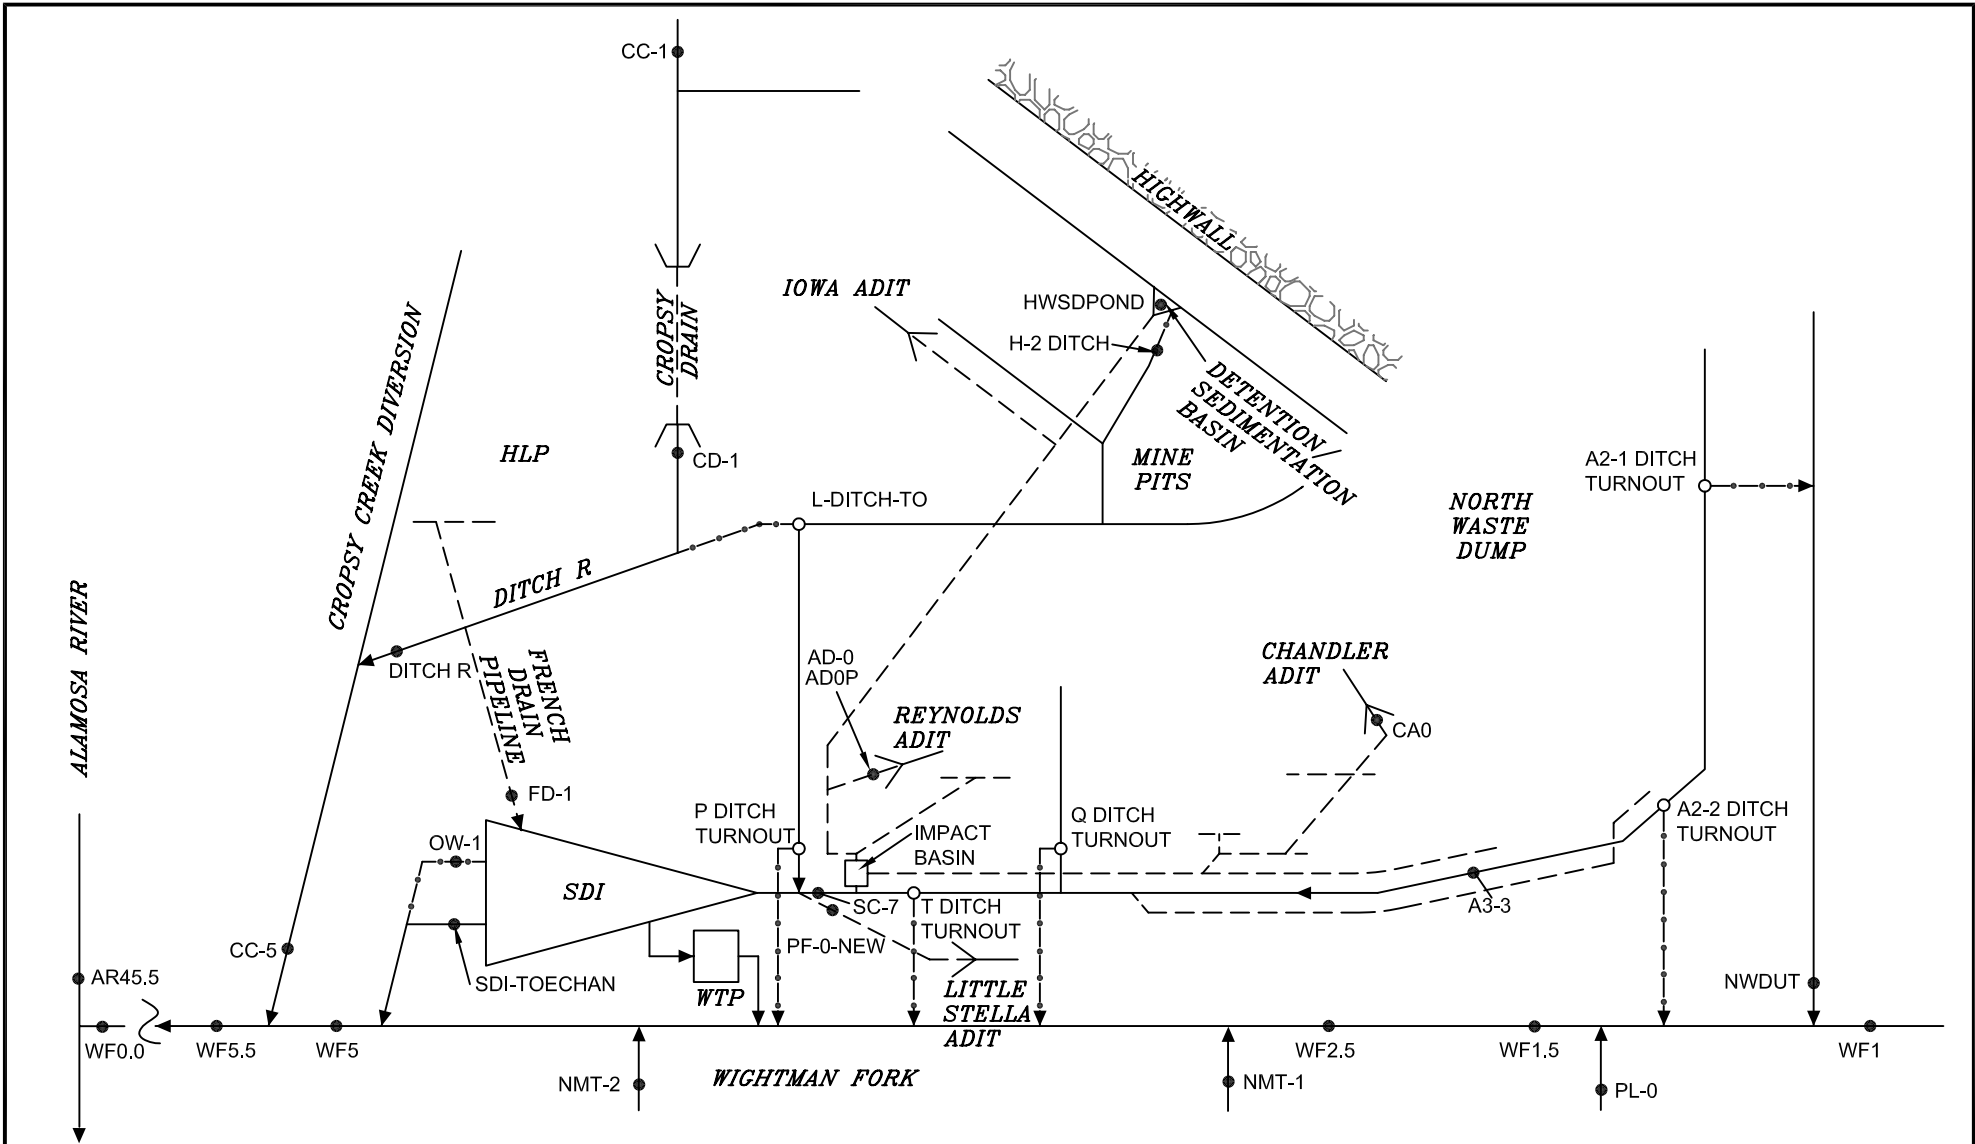 CC-1
HIGHWALL
IOWA ADIT
HWSDPOND
H-2 DITCH
DETENTION
SEDIMENTATION
BASIN
CROPSY
DRAIN
CROPSY CREEK DIVERSION
HLP
CD-1
MINE
PITS
A2-1 DITCH
TURNOUT
L-DITCH-TO
NORTH
WASTE
DUMP
DITCH R
DITCH R
ALAMOSA RIVER
FRENCH
DRAIN
PIPELINE
AD-0
AD0P
REYNOLDS
ADIT
CHANDLER
ADIT
CA0
FD-1
P DITCH
TURNOUT
IMPACT
BASIN
Q DITCH
TURNOUT
A2-2 DITCH
TURNOUT
OW-1
SDI
SC-7
T DITCH
TURNOUT
A3-3
PF-0-NEW
CC-5
SDI-TOECHAN
WTP
LITTLE
STELLA
ADIT
NWDUT
AR45.5
WF0.0
WF5.5
WF5
WF2.5
WF1.5
WF1
NMT-2
WIGHTMAN FORK
NMT-1
PL-0